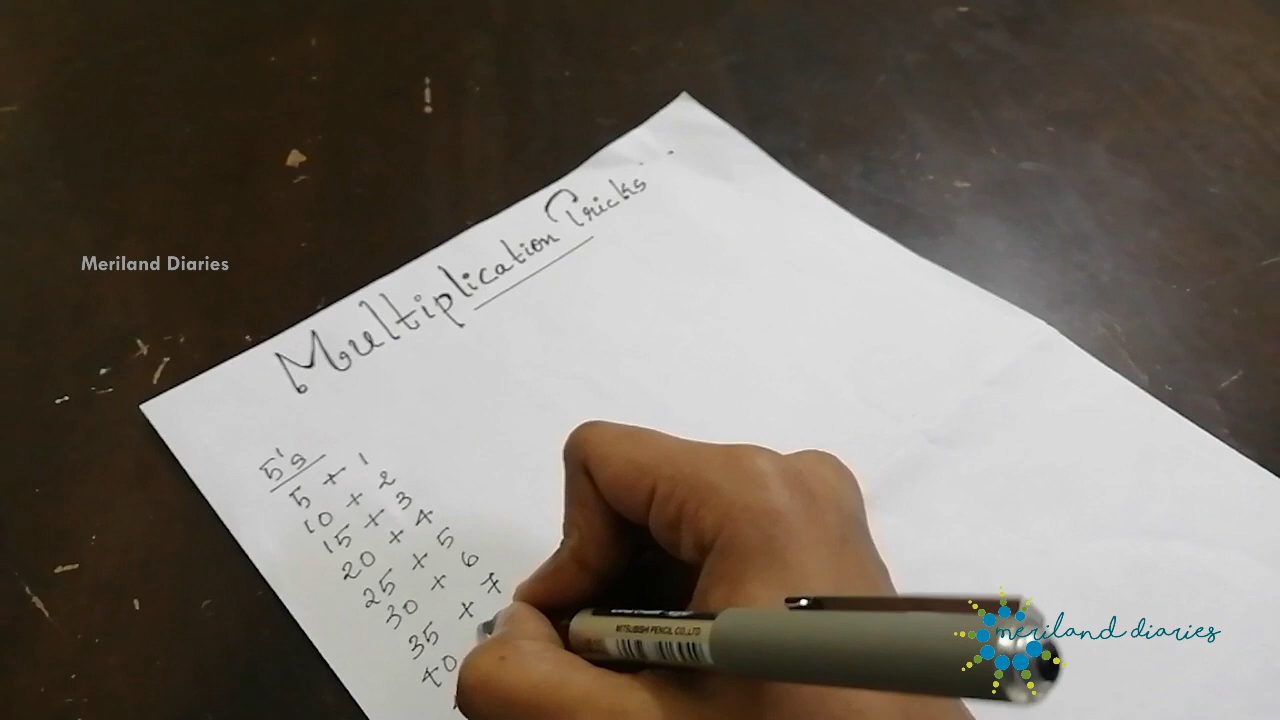 Multiplication Tricks
Meriland Diaries
5's
5 × 1
10 × 2
15 × 3
20 × 4
25 × 5
30 × 6
35 × 7
40
MITSUBISHI PENCIL CO., LTD
meriland diaries